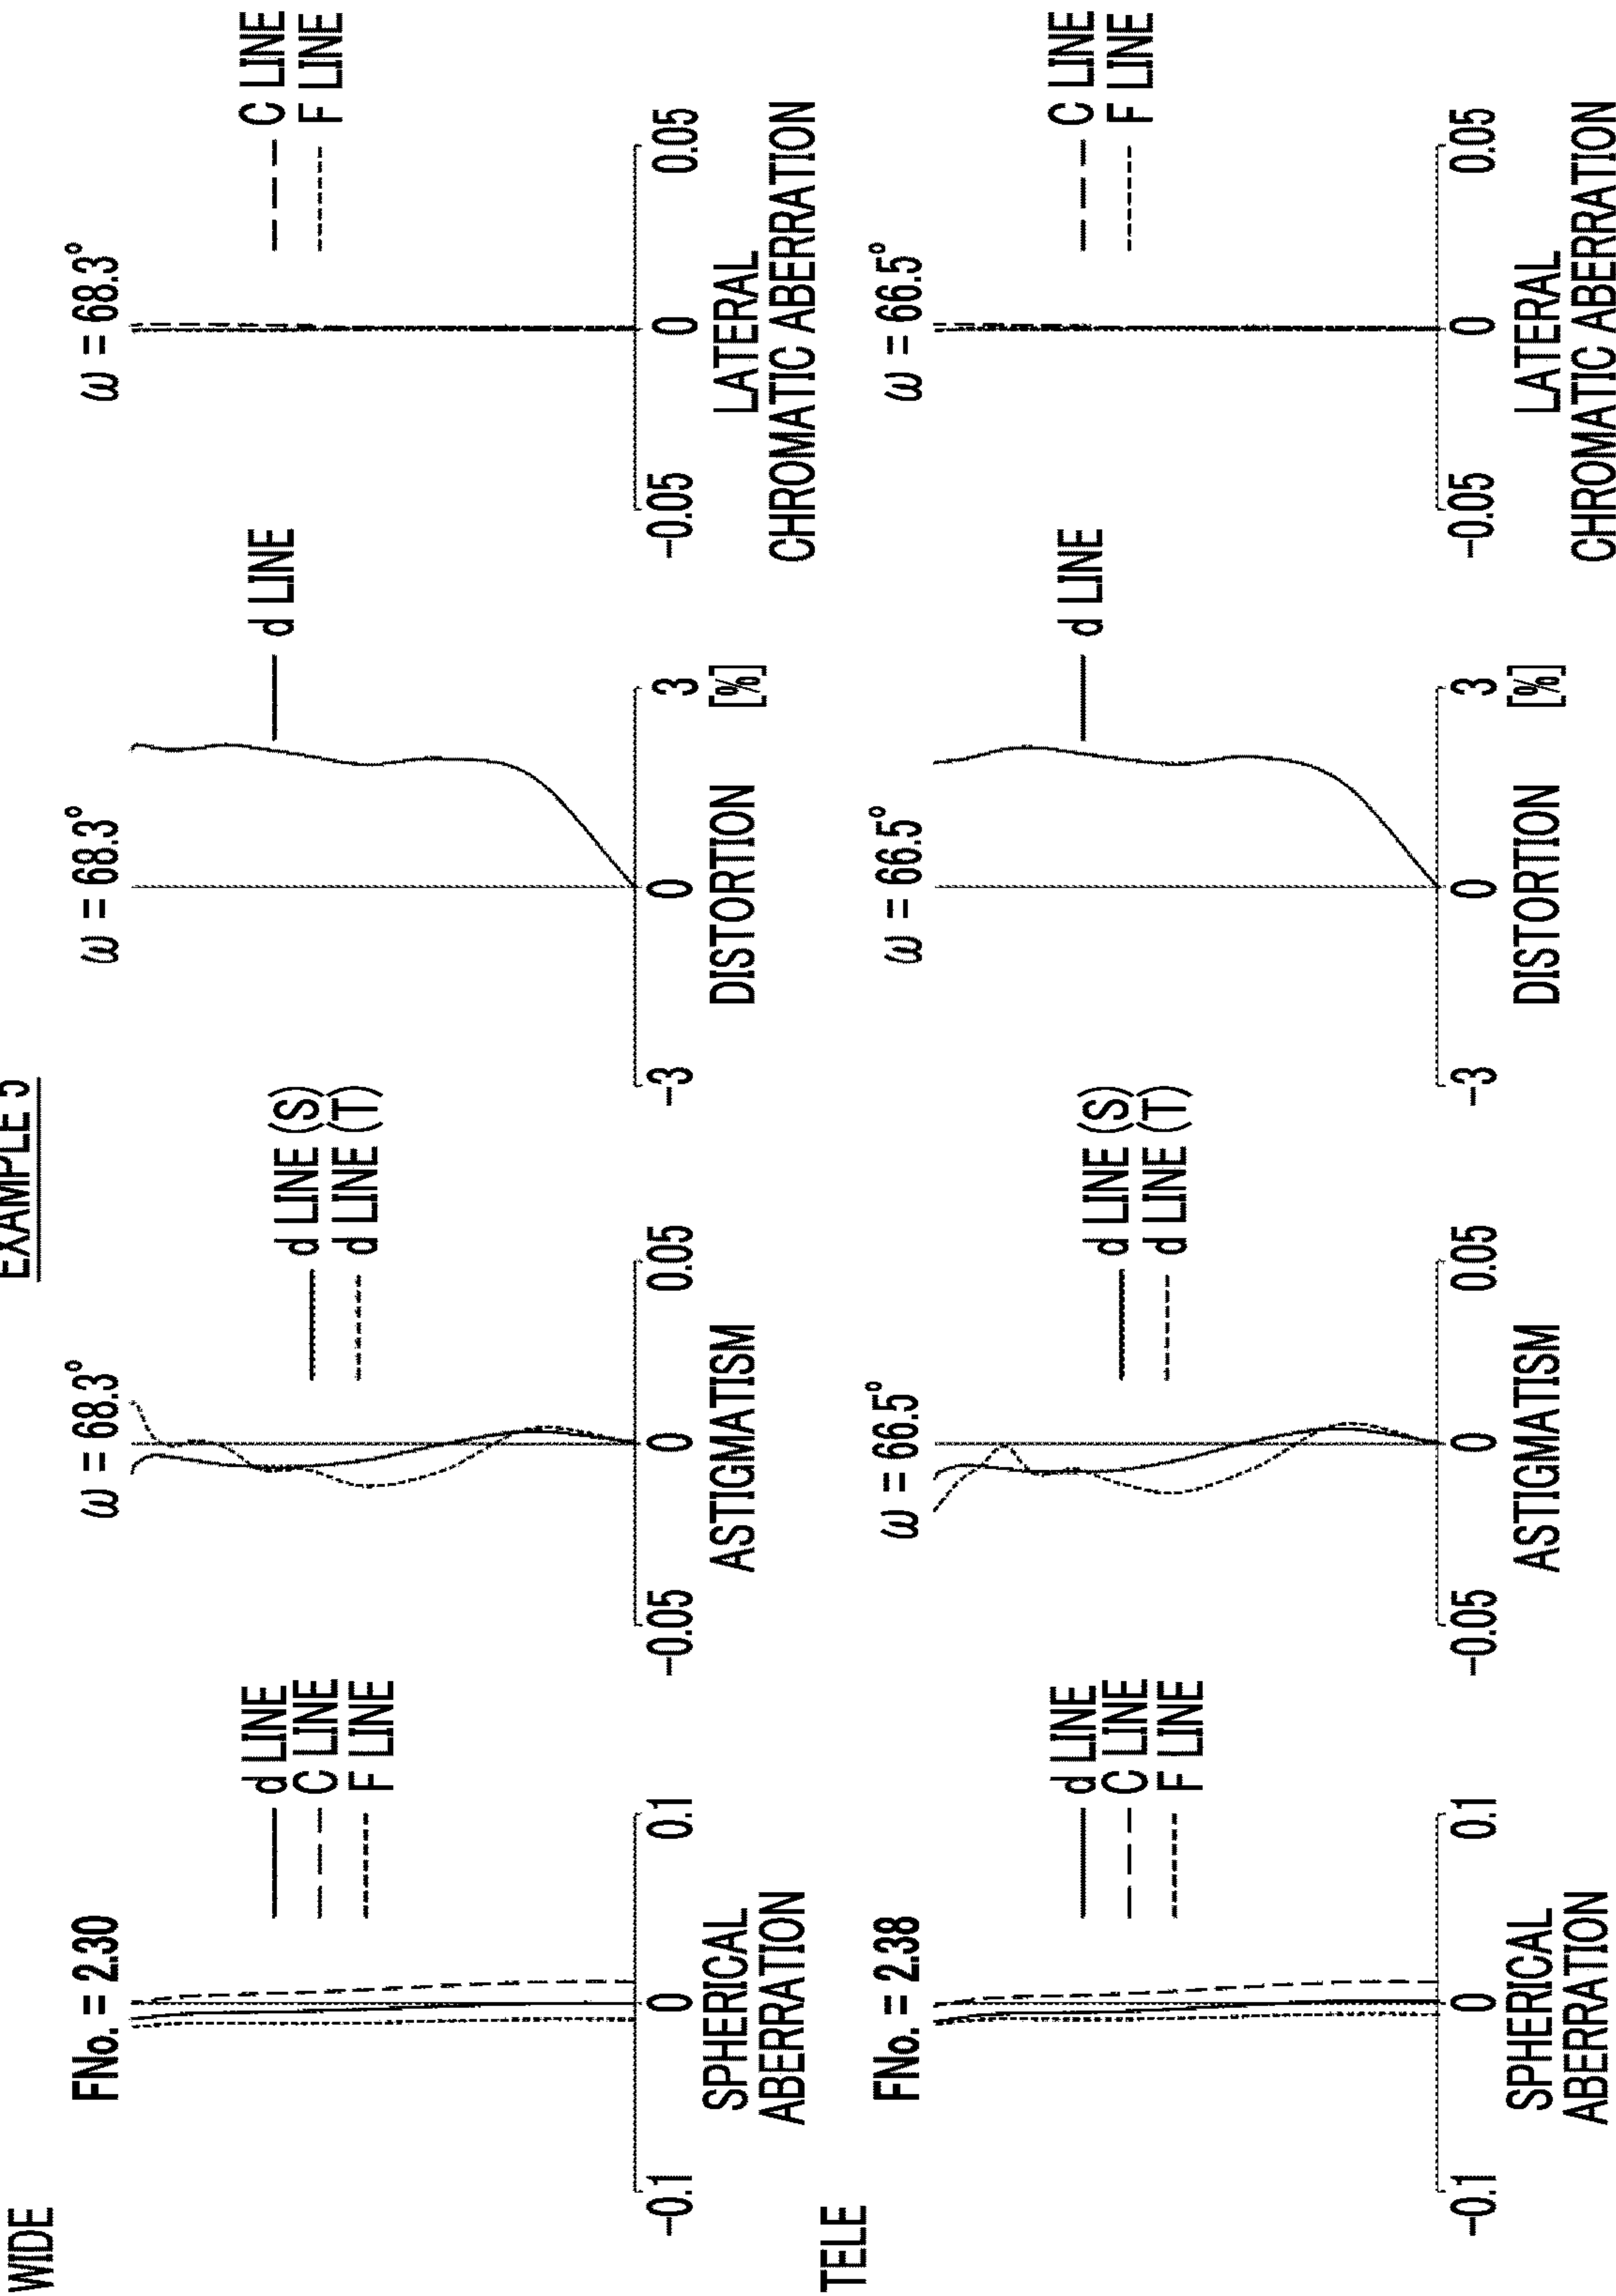 EXAMPLE 5
WIDE
FNo. = 2.30
d LINE
C LINE
F LINE
-0.1
0
0.1
SPHERICAL
ABERRATION
ω = 68.3°
d LINE (S)
d LINE (T)
-0.05
0
0.05
ASTIGMATISM
ω = 68.3°
d LINE
-3
0
3
[%]
DISTORTION
ω = 68.3°
C LINE
F LINE
-0.05
0
0.05
LATERAL
CHROMATIC ABERRATION
TELE
FNo. = 2.38
d LINE
C LINE
F LINE
-0.1
0
0.1
SPHERICAL
ABERRATION
ω = 66.5°
d LINE (S)
d LINE (T)
-0.05
0
0.05
ASTIGMATISM
ω = 66.5°
d LINE
-3
0
3
[%]
DISTORTION
ω = 66.5°
C LINE
F LINE
-0.05
0
0.05
LATERAL
CHROMATIC ABERRATION